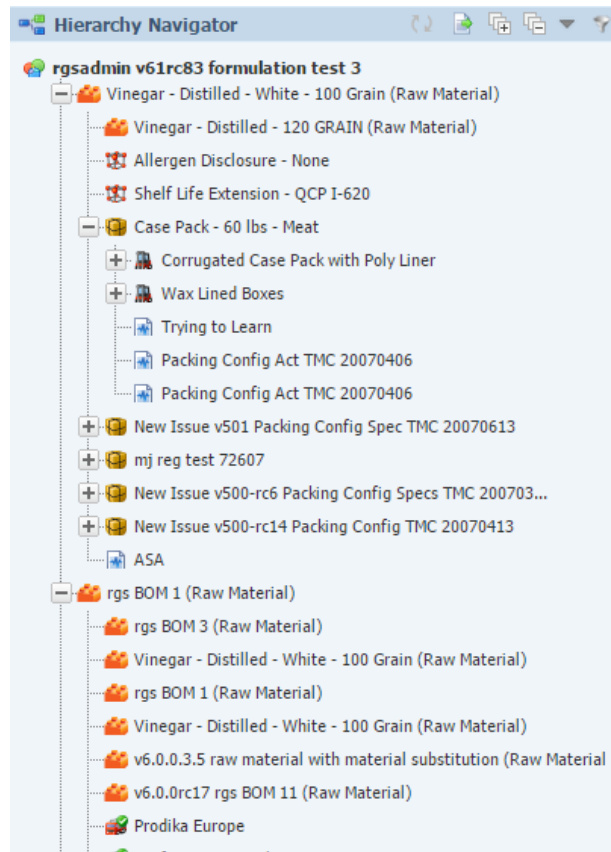 Hierarchy Navigator
rgsadmin v61rc83 formulation test 3
Vinegar - Distilled - White - 100 Grain (Raw Material)
Vinegar - Distilled - 120 GRAIN (Raw Material)
Allergen Disclosure - None
Shelf Life Extension - QCP I-620
Case Pack - 60 lbs - Meat
Corrugated Case Pack with Poly Liner
Wax Lined Boxes
Trying to Learn
Packing Config Act TMC 20070406
Packing Config Act TMC 20070406
New Issue v501 Packing Config Spec TMC 20070613
mj reg test 72607
New Issue v500-rc6 Packing Config Specs TMC 200703...
New Issue v500-rc14 Packing Config TMC 20070413
ASA
rgs BOM 1 (Raw Material)
rgs BOM 3 (Raw Material)
Vinegar - Distilled - White - 100 Grain (Raw Material)
rgs BOM 1 (Raw Material)
Vinegar - Distilled - White - 100 Grain (Raw Material)
v6.0.0.3.5 raw material with material substitution (Raw Material
v6.0.0rc17 rgs BOM 11 (Raw Material)
Prodika Europe